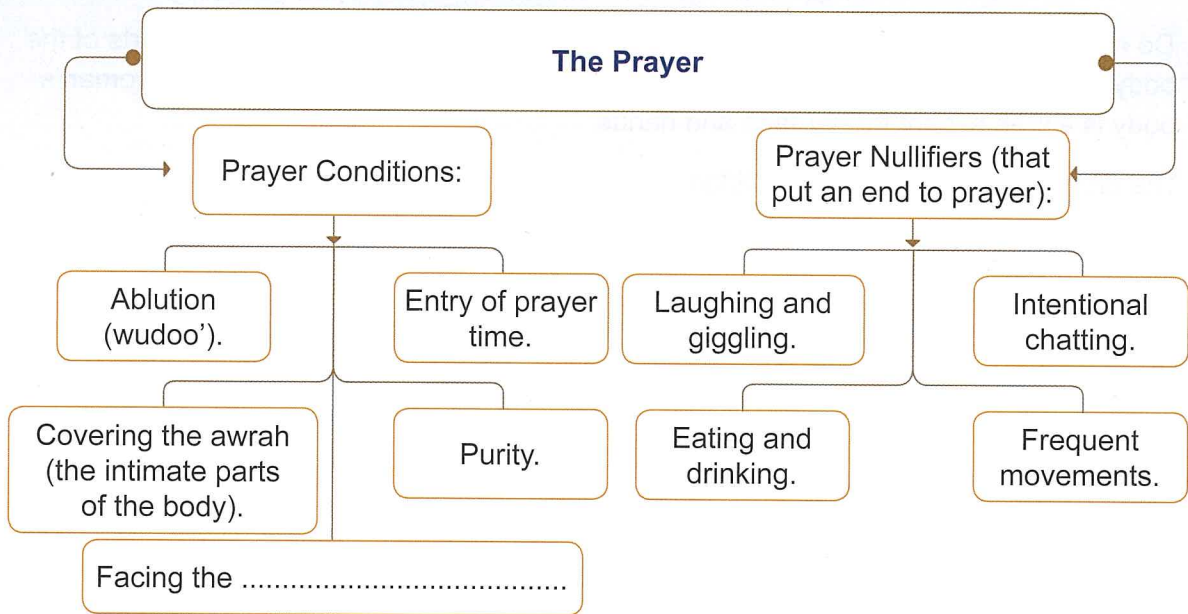 The Prayer
Prayer Conditions:
Ablution
(wudoo').
Entry of prayer
time.
Covering the awrah
(the intimate parts
of the body).
Purity.
Facing the ........................................
Prayer Nullifiers (that
put an end to prayer):
Laughing and
giggling.
Intentional
chatting.
Eating and
drinking.
Frequent
movements.